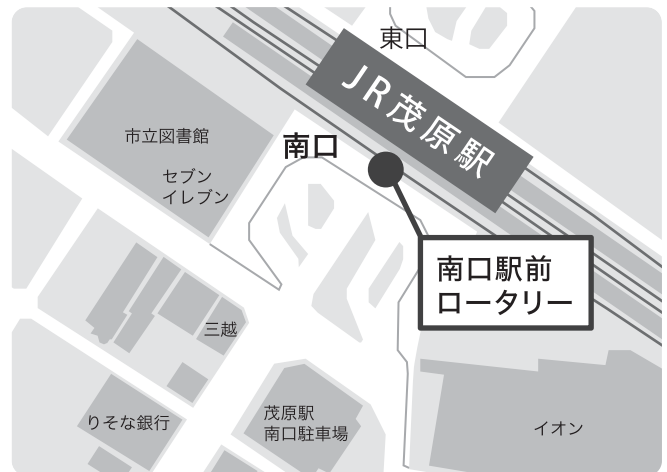 東口
JR茂原駅
市立図書館
南口
セブン
イレブン
南口駅前
ロータリー
三越
りそな銀行
茂原駅
南口駐車場
イオン